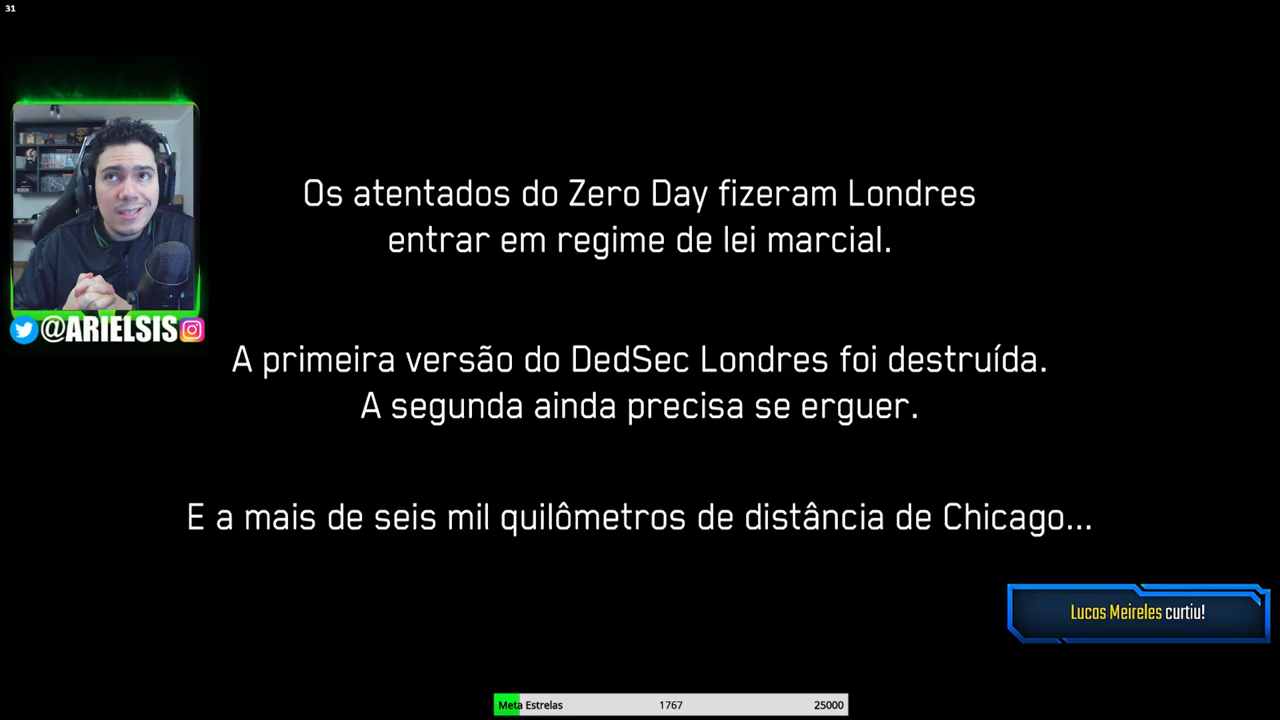 31
Os atentados do Zero Day fizeram Londres
entrar em regime de lei marcial.
@ARIELSIS
A primeira versão do DedSec Londres foi destruída.
A segunda ainda precisa se erguer.
E a mais de seis mil quilômetros de distância de Chicago...
Lucas Meireles curtiu!
Meta Estrelas 1767 25000